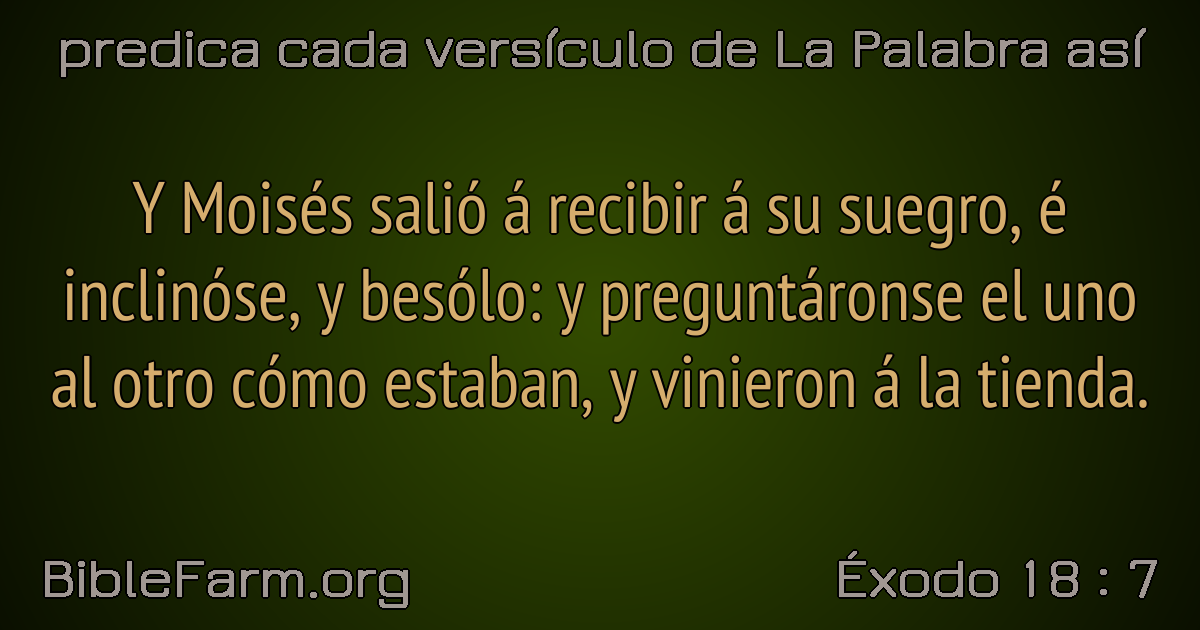 predica cada versículo de La Palabra así
Y Moisés salió á recibir á su suegro, é
inclinóse, y besólo: y preguntáronse el uno
al otro cómo estaban, y vinieron á la tienda.
BibleFarm.org
Éxodo 18 : 7